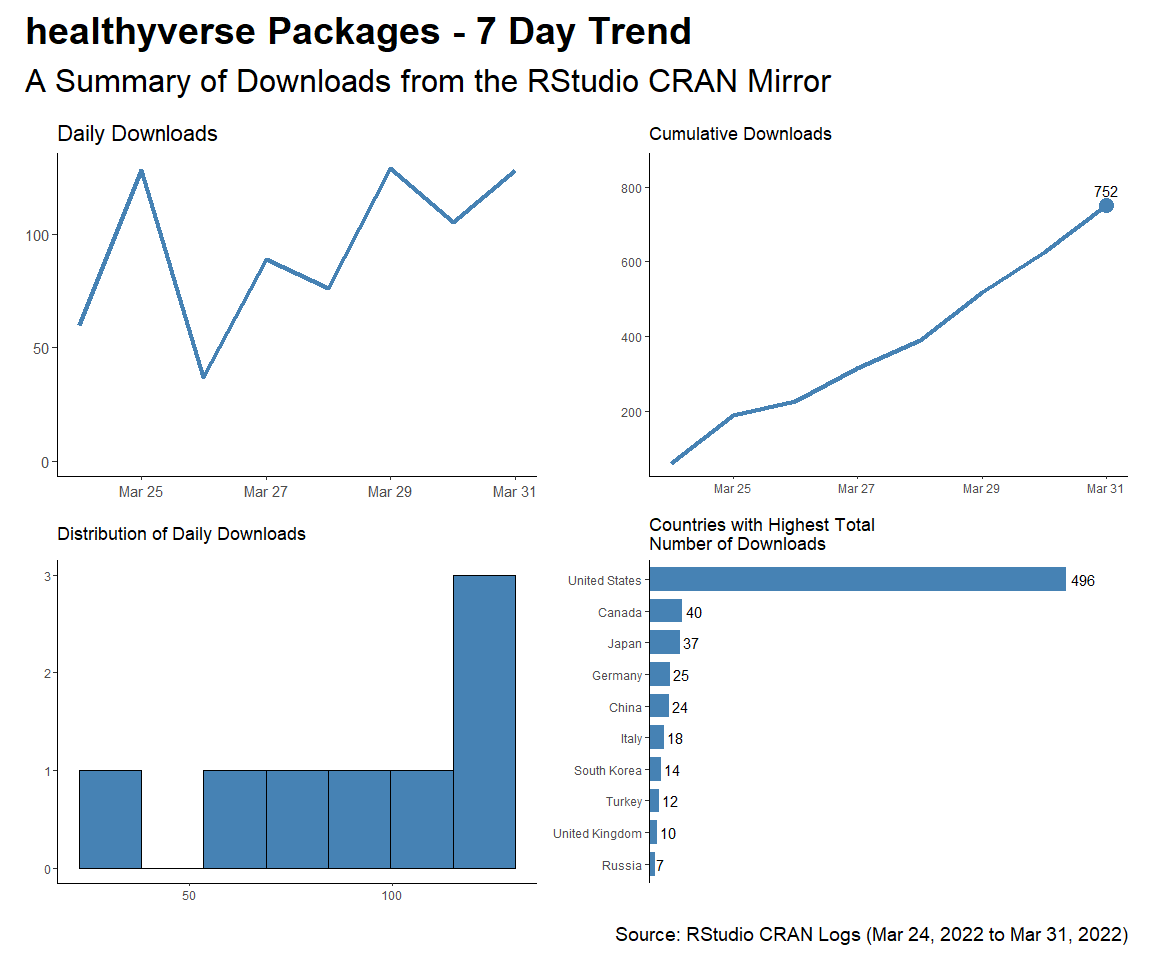 healthyverse Packages - 7 Day Trend
A Summary of Downloads from the RStudio CRAN Mirror
Daily Downloads
100
50
0
Mar 25 Mar 27 Mar 29 Mar 31
Cumulative Downloads
800
752
600
400
200
Mar 25 Mar 27 Mar 29 Mar 31
Distribution of Daily Downloads
3
2
1
0
50 100
Countries with Highest Total
Number of Downloads
United States 496
Canada 40
Japan 37
Germany 25
China 24
Italy 18
South Korea 14
Turkey 12
United Kingdom 10
Russia 7
Source: RStudio CRAN Logs (Mar 24, 2022 to Mar 31, 2022)